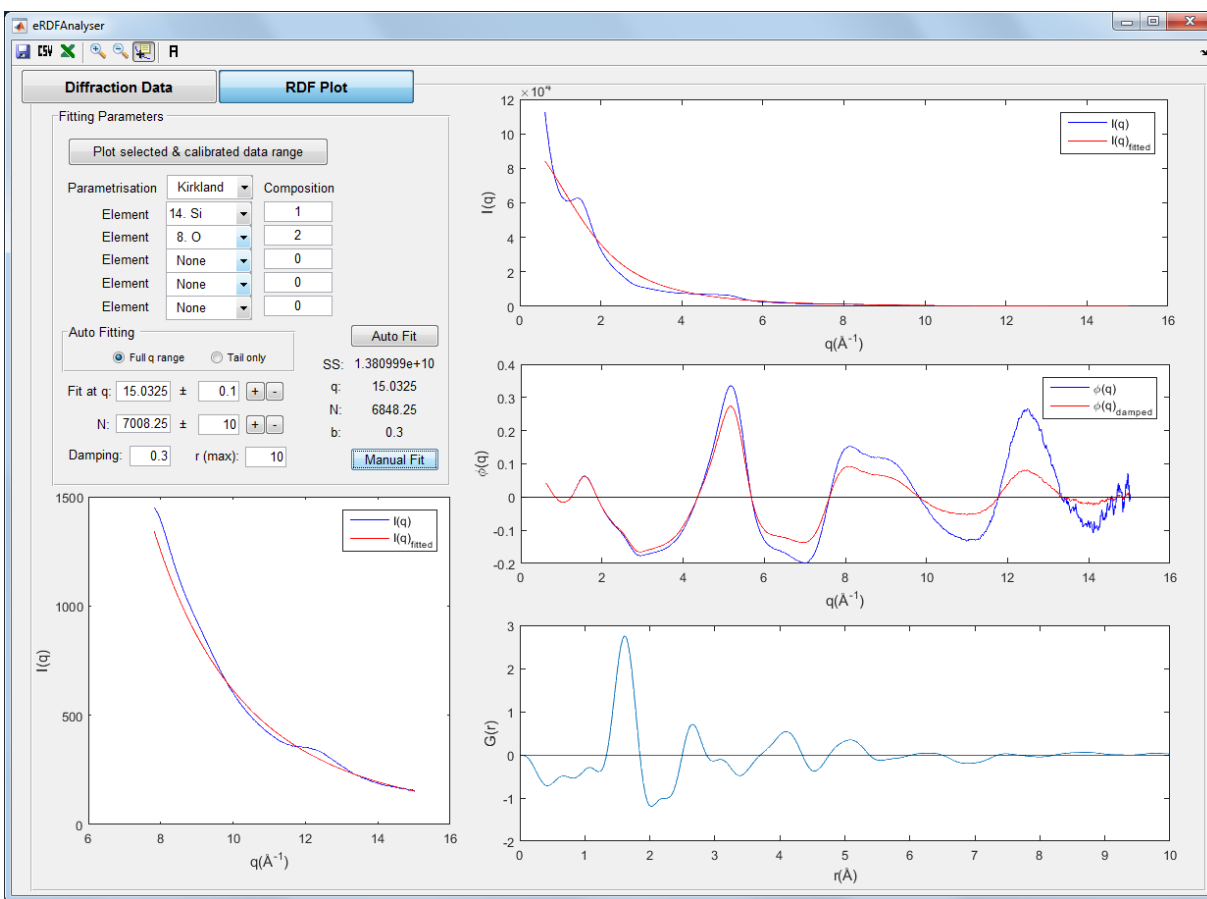 eRDFAnalyser
CSV
A
Diffraction Data RDF Plot
Fitting Parameters
Plot selected & calibrated data range
Parametrisation Kirkland Composition
Element 14. Si 1
Element 8. O 2
Element None 0
Element None 0
Element None 0
Auto Fitting
Full q range Tail only
Auto Fit
SS: 1.380999e+10
Fit at q: 15.0325 ± 0.1 + -
q: 15.0325
N: 7008.25 ± 10 + -
N: 6848.25
b: 0.3
Damping: 0.3 r (max): 10
Manual Fit
1500
1000
500
0
6 8 10 12 14 16
I(q)
q(Å⁻¹)
I(q)
I(q)fitted
× 10⁴
12
10
8
6
4
2
0
0 2 4 6 8 10 12 14 16
I(q)
q(Å⁻¹)
I(q)
I(q)fitted
0.4
0.3
0.2
0.1
0
-0.1
-0.2
0 2 4 6 8 10 12 14 16
ϕ(q)
q(Å⁻¹)
ϕ(q)
ϕ(q)damped
3
2
1
0
-1
-2
0 1 2 3 4 5 6 7 8 9 10
G(r)
r(Å)